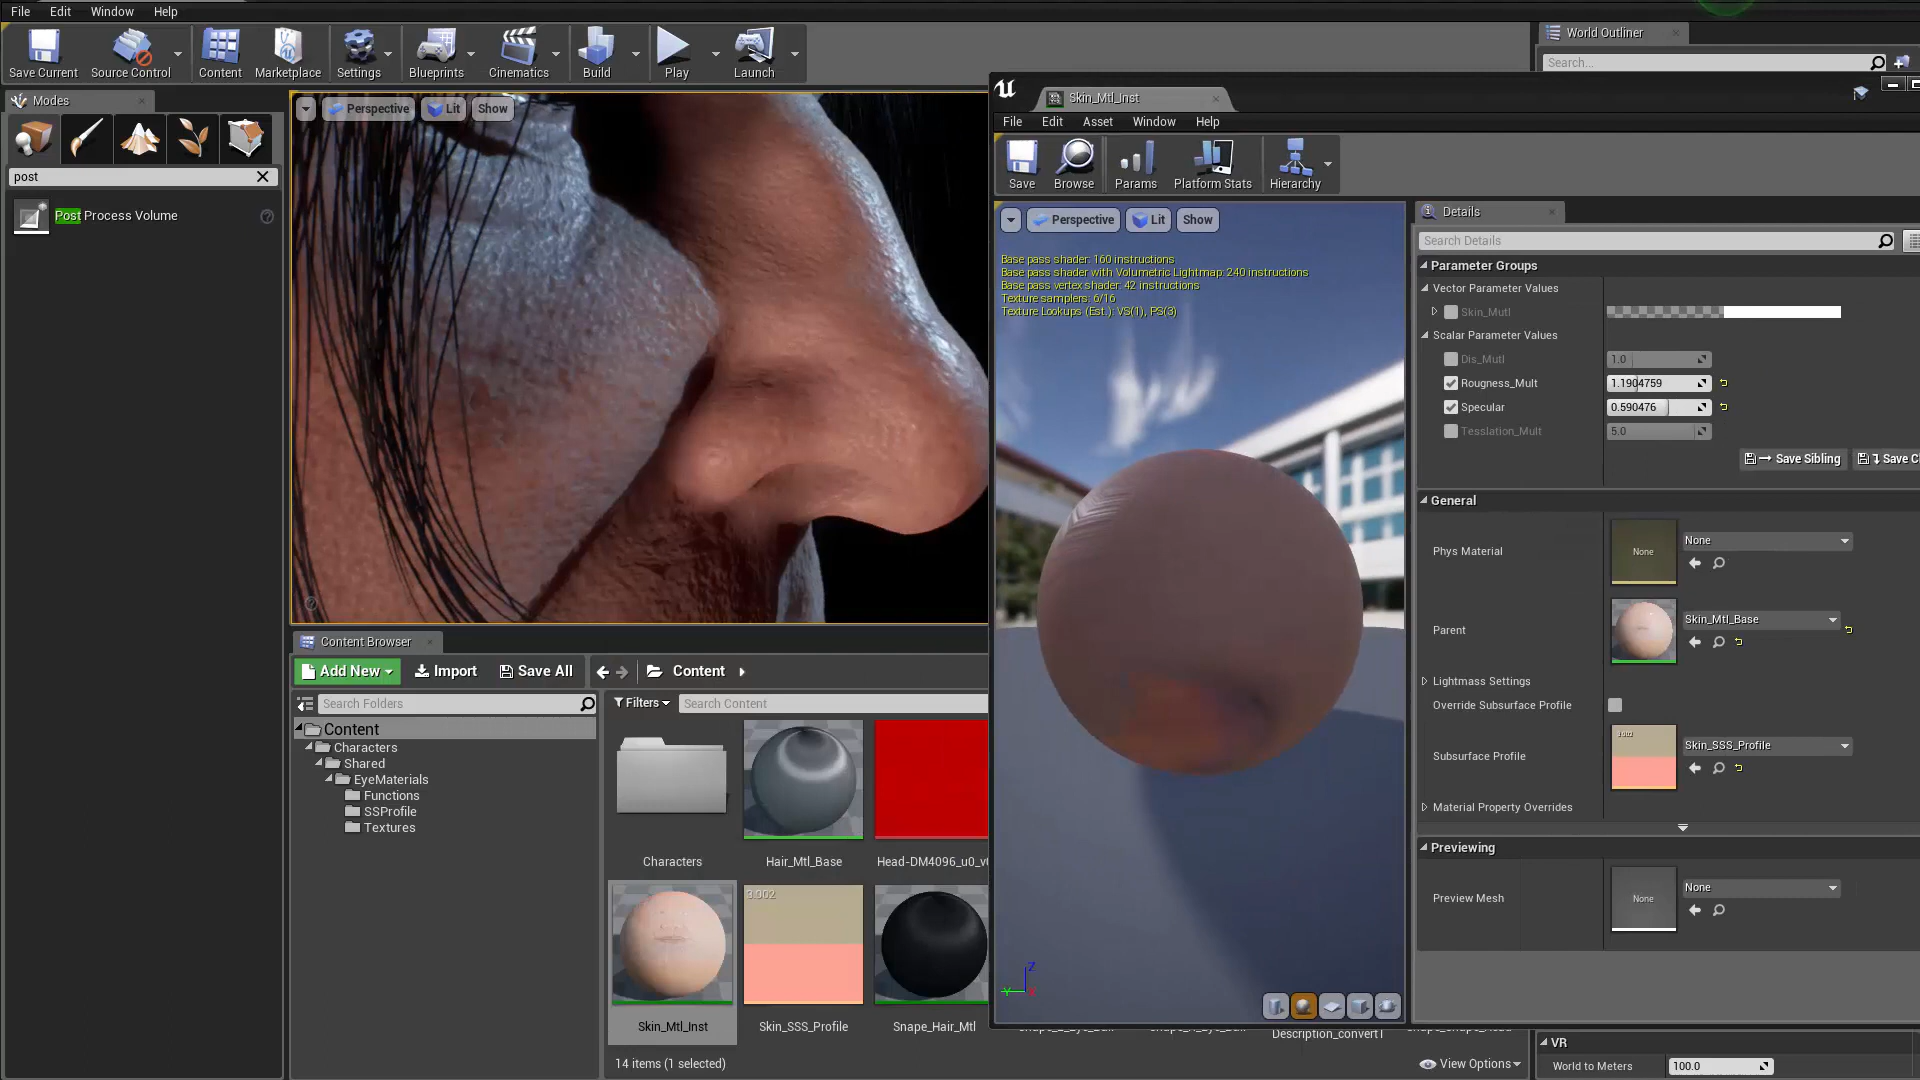 File Edit Window Help
World Outliner
Search...
Save Current Source Control Content Marketplace Settings Blueprints Cinematics Build Play Launch
Modes
post
Post Process Volume
Perspective Lit Show
Skin_Mtl_Inst
File Edit Asset Window Help
Save Browse Params Platform Stats Hierarchy
Perspective Lit Show
Base pass shader: 160 instructions
Base pass shader with Volumetric Lightmap: 240 instructions
Base pass vertex shader: 42 instructions
Texture samplers: 6/16
Texture Lookups (Est.): VS(1), PS(3)
Z
Y
Details
Search Details
Parameter Groups
Vector Parameter Values
Skin_Mutl
Scalar Parameter Values
Dis_Mutl 1.0
Rougness_Mult 1.1904759
Specular 0.590476
Tesslation_Mult 5.0
Save Sibling Save C
General
Phys Material None None
Parent Skin_Mtl_Base
Lightmass Settings
Override Subsurface Profile
Subsurface Profile Skin_SSS_Profile
Material Property Overrides
Previewing
Preview Mesh None None
Content Browser
Add New Import Save All Content
Search Folders
Filters Search Content
Content
Characters
Shared
EyeMaterials
Functions
SSProfile
Textures
Characters Hair_Mtl_Base Head-DM4096_u0_v
3.002
Skin_Mtl_Inst Skin_SSS_Profile Snape_Hair_Mtl
Description_convert1
14 items (1 selected)
View Options
VR
World to Meters 100.0